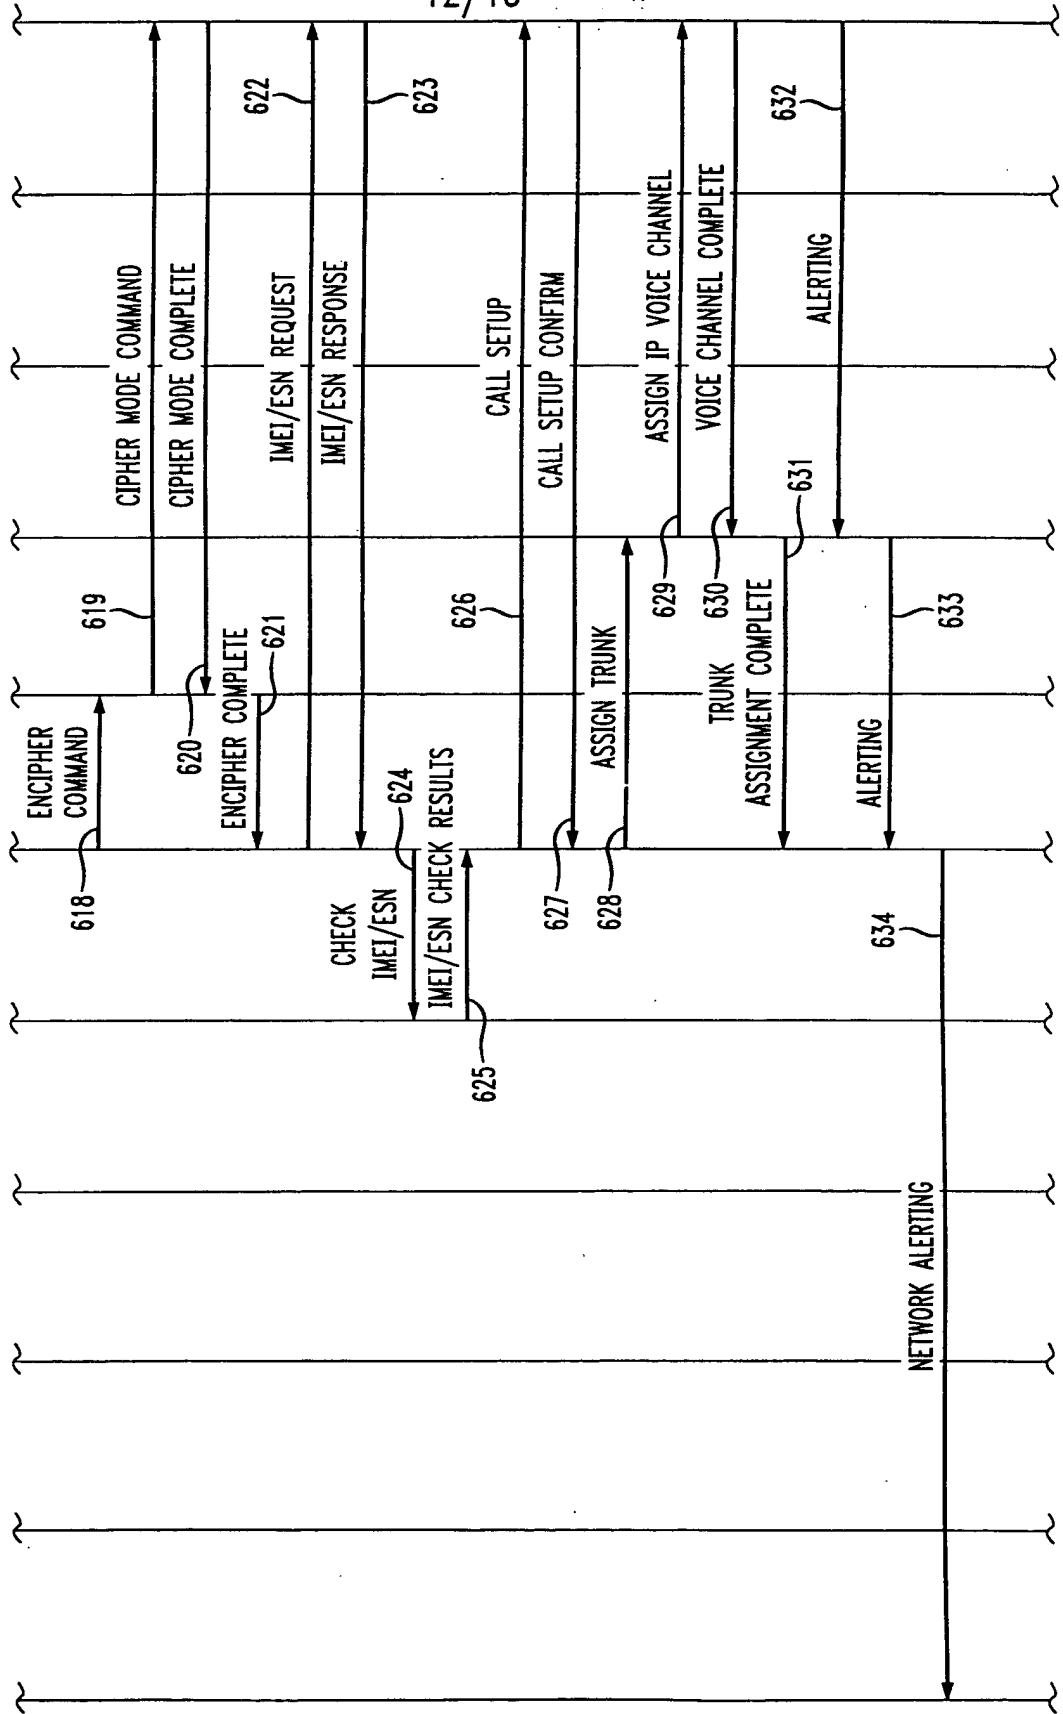 ENCIPHER
COMMAND
618
CIPHER MODE COMMAND
619
CIPHER MODE COMPLETE
620
ENCIPHER COMPLETE
621
IMEI/ESN REQUEST
622
IMEI/ESN RESPONSE
623
CHECK
IMEI/ESN
624
IMEI/ESN CHECK RESULTS
625
CALL SETUP
626
CALL SETUP CONFIRM
627
ASSIGN TRUNK
628
ASSIGN IP VOICE CHANNEL
629
VOICE CHANNEL COMPLETE
630
TRUNK
ASSIGNMENT COMPLETE
631
ALERTING
632
ALERTING
633
NETWORK ALERTING
634